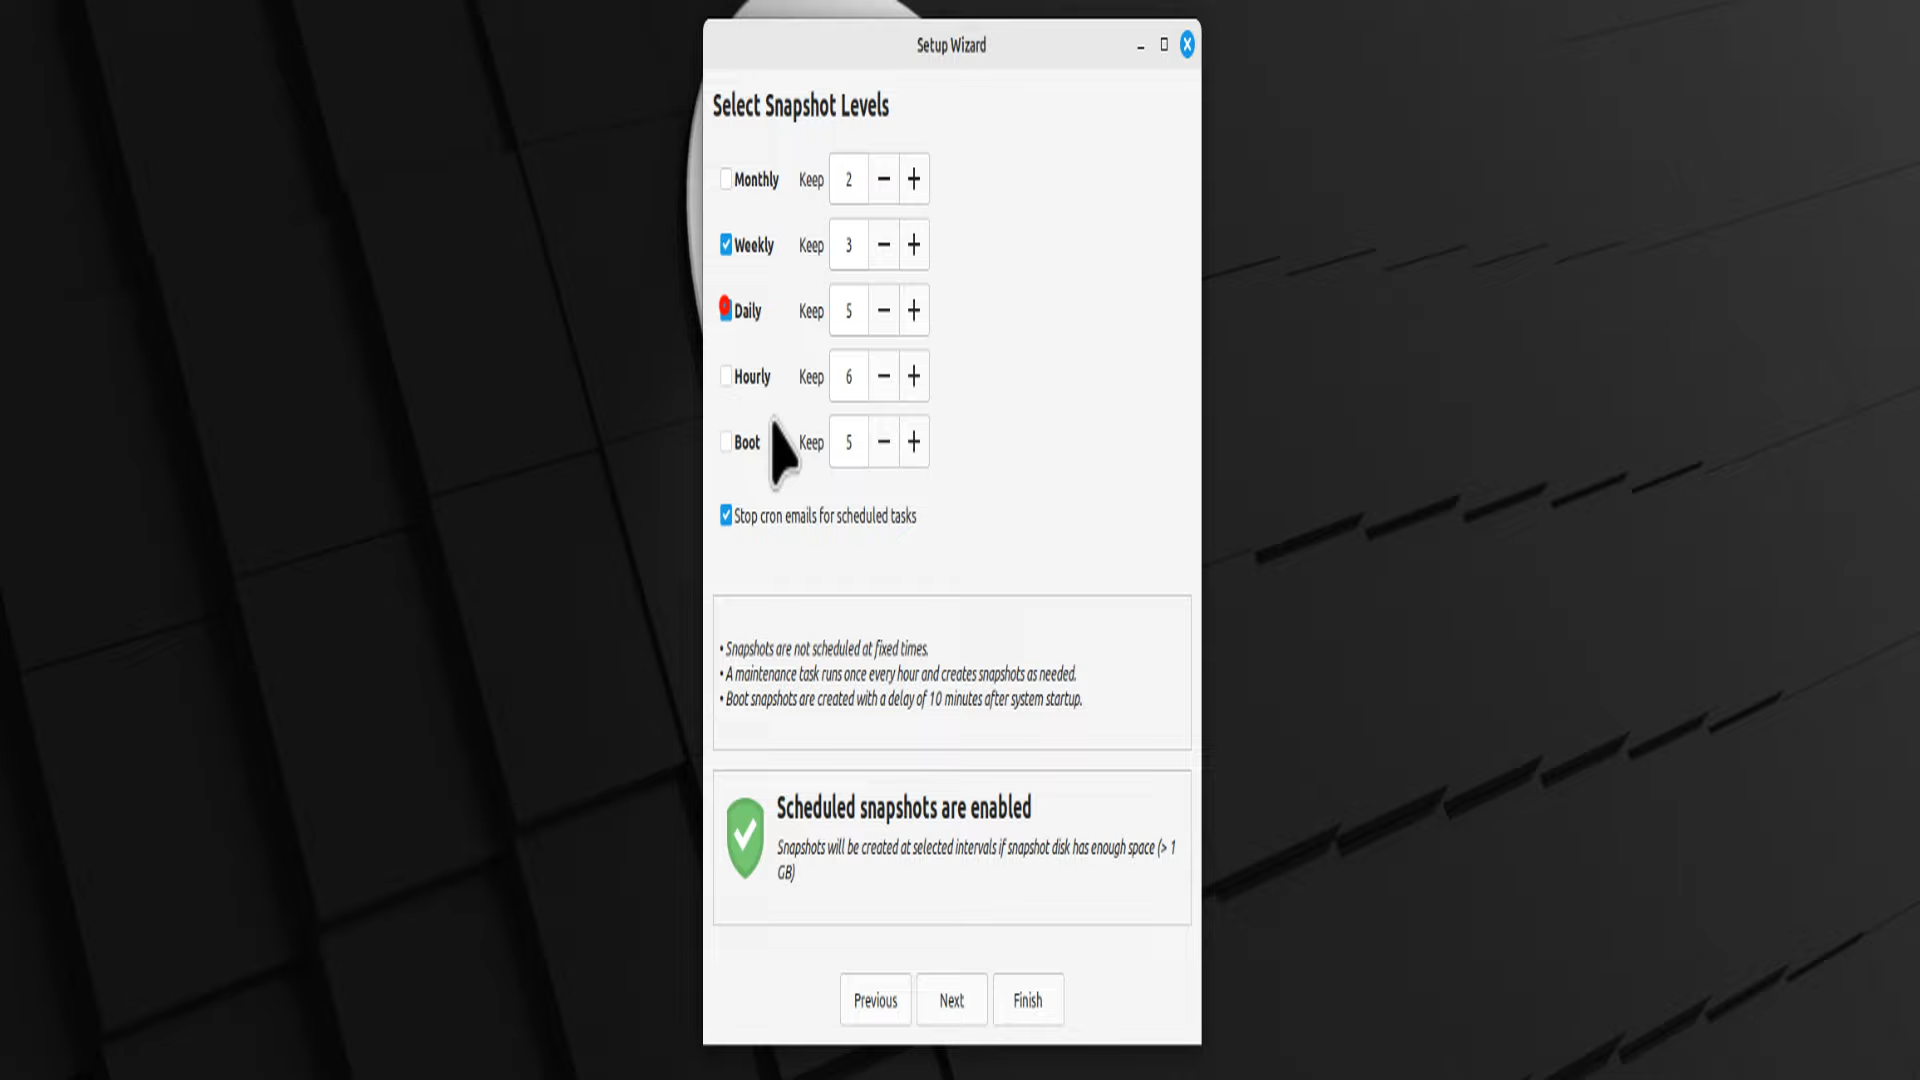 Setup Wizard
Select Snapshot Levels
Monthly Keep 2
Weekly Keep 3
Daily Keep 5
Hourly Keep 6
Boot Keep 5
Stop cron emails for scheduled tasks
• Snapshots are not scheduled at fixed times.
• A maintenance task runs once every hour and creates snapshots as needed.
• Boot snapshots are created with a delay of 10 minutes after system startup.
Scheduled snapshots are enabled
Snapshots will be created at selected intervals if snapshot disk has enough space (> 1
GB)
Previous Next Finish